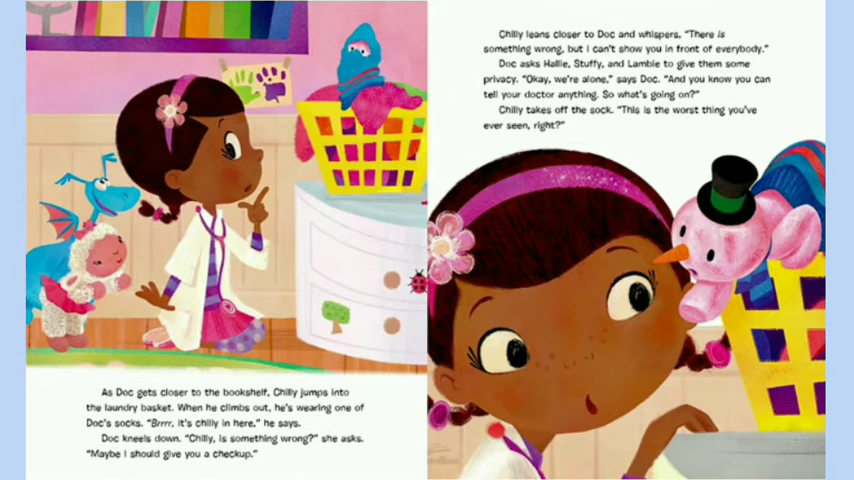 As Doc gets closer to the bookshelf, Chilly jumps into
the laundry basket. When he climbs out, he's wearing one of
Doc's socks. "Brrrr, it's chilly in here," he says.
Doc kneels down. "Chilly, is something wrong?" she asks.
"Maybe I should give you a checkup."
Chilly leans closer to Doc and whispers, "There is
something wrong, but I can't show you in front of everybody."
Doc asks Hallie, Stuffy, and Lambie to give them some
privacy. "Okay, we're alone," says Doc. "And you know you can
tell your doctor anything. So what's going on?"
Chilly takes off the sock. "This is the worst thing you've
ever seen, right?"